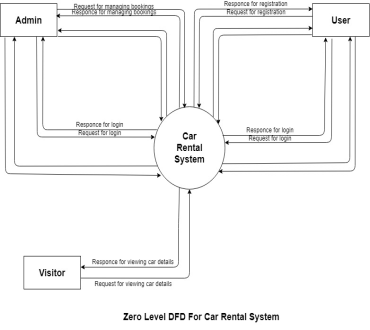 Request for managing bookings
Responce for managing bookings
Admin
Responce for registration
Request for registration
User
Responce for login
Request for login
Car
Rental
System
Responce for login
Request for login
Visitor
Responce for viewing car details
Request for viewing car details
Zero Level DFD For Car Rental System